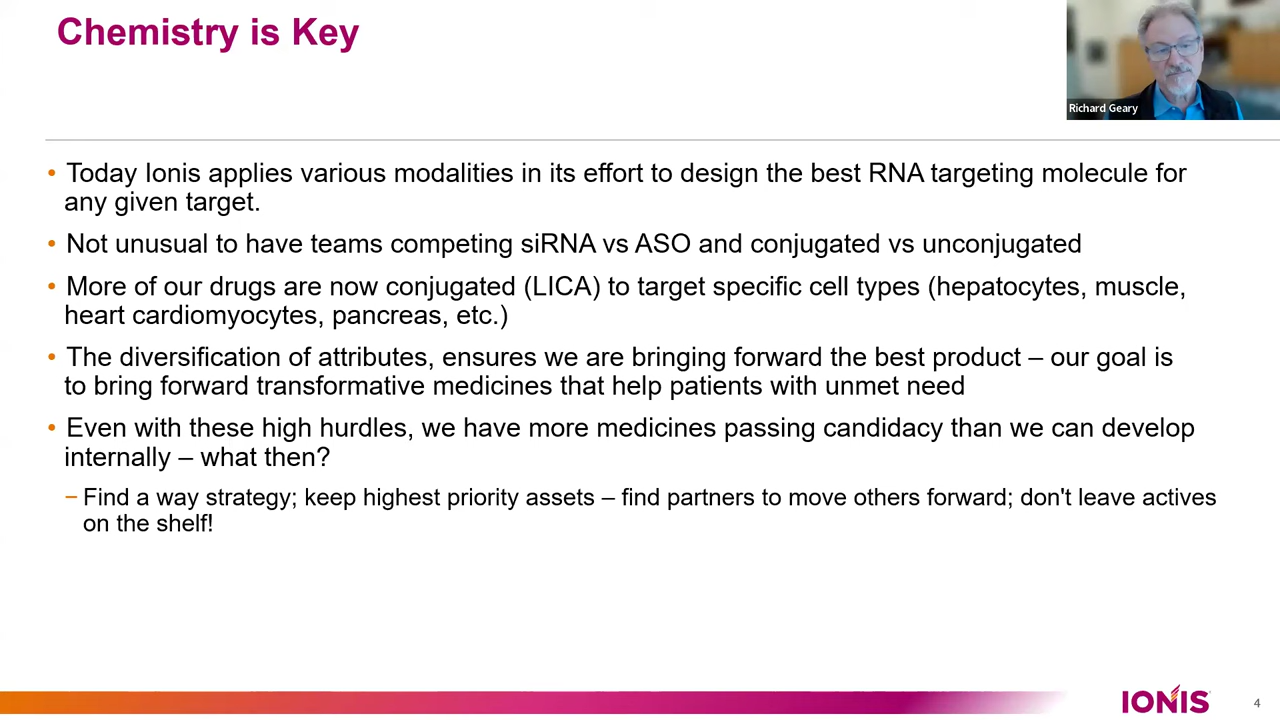 Chemistry is Key
Richard Geary
• Today Ionis applies various modalities in its effort to design the best RNA targeting molecule for
any given target.
• Not unusual to have teams competing siRNA vs ASO and conjugated vs unconjugated
• More of our drugs are now conjugated (LICA) to target specific cell types (hepatocytes, muscle,
heart cardiomyocytes, pancreas, etc.)
• The diversification of attributes, ensures we are bringing forward the best product – our goal is
to bring forward transformative medicines that help patients with unmet need
• Even with these high hurdles, we have more medicines passing candidacy than we can develop
internally – what then?
– Find a way strategy; keep highest priority assets – find partners to move others forward; don't leave actives
on the shelf!
IONIS
4